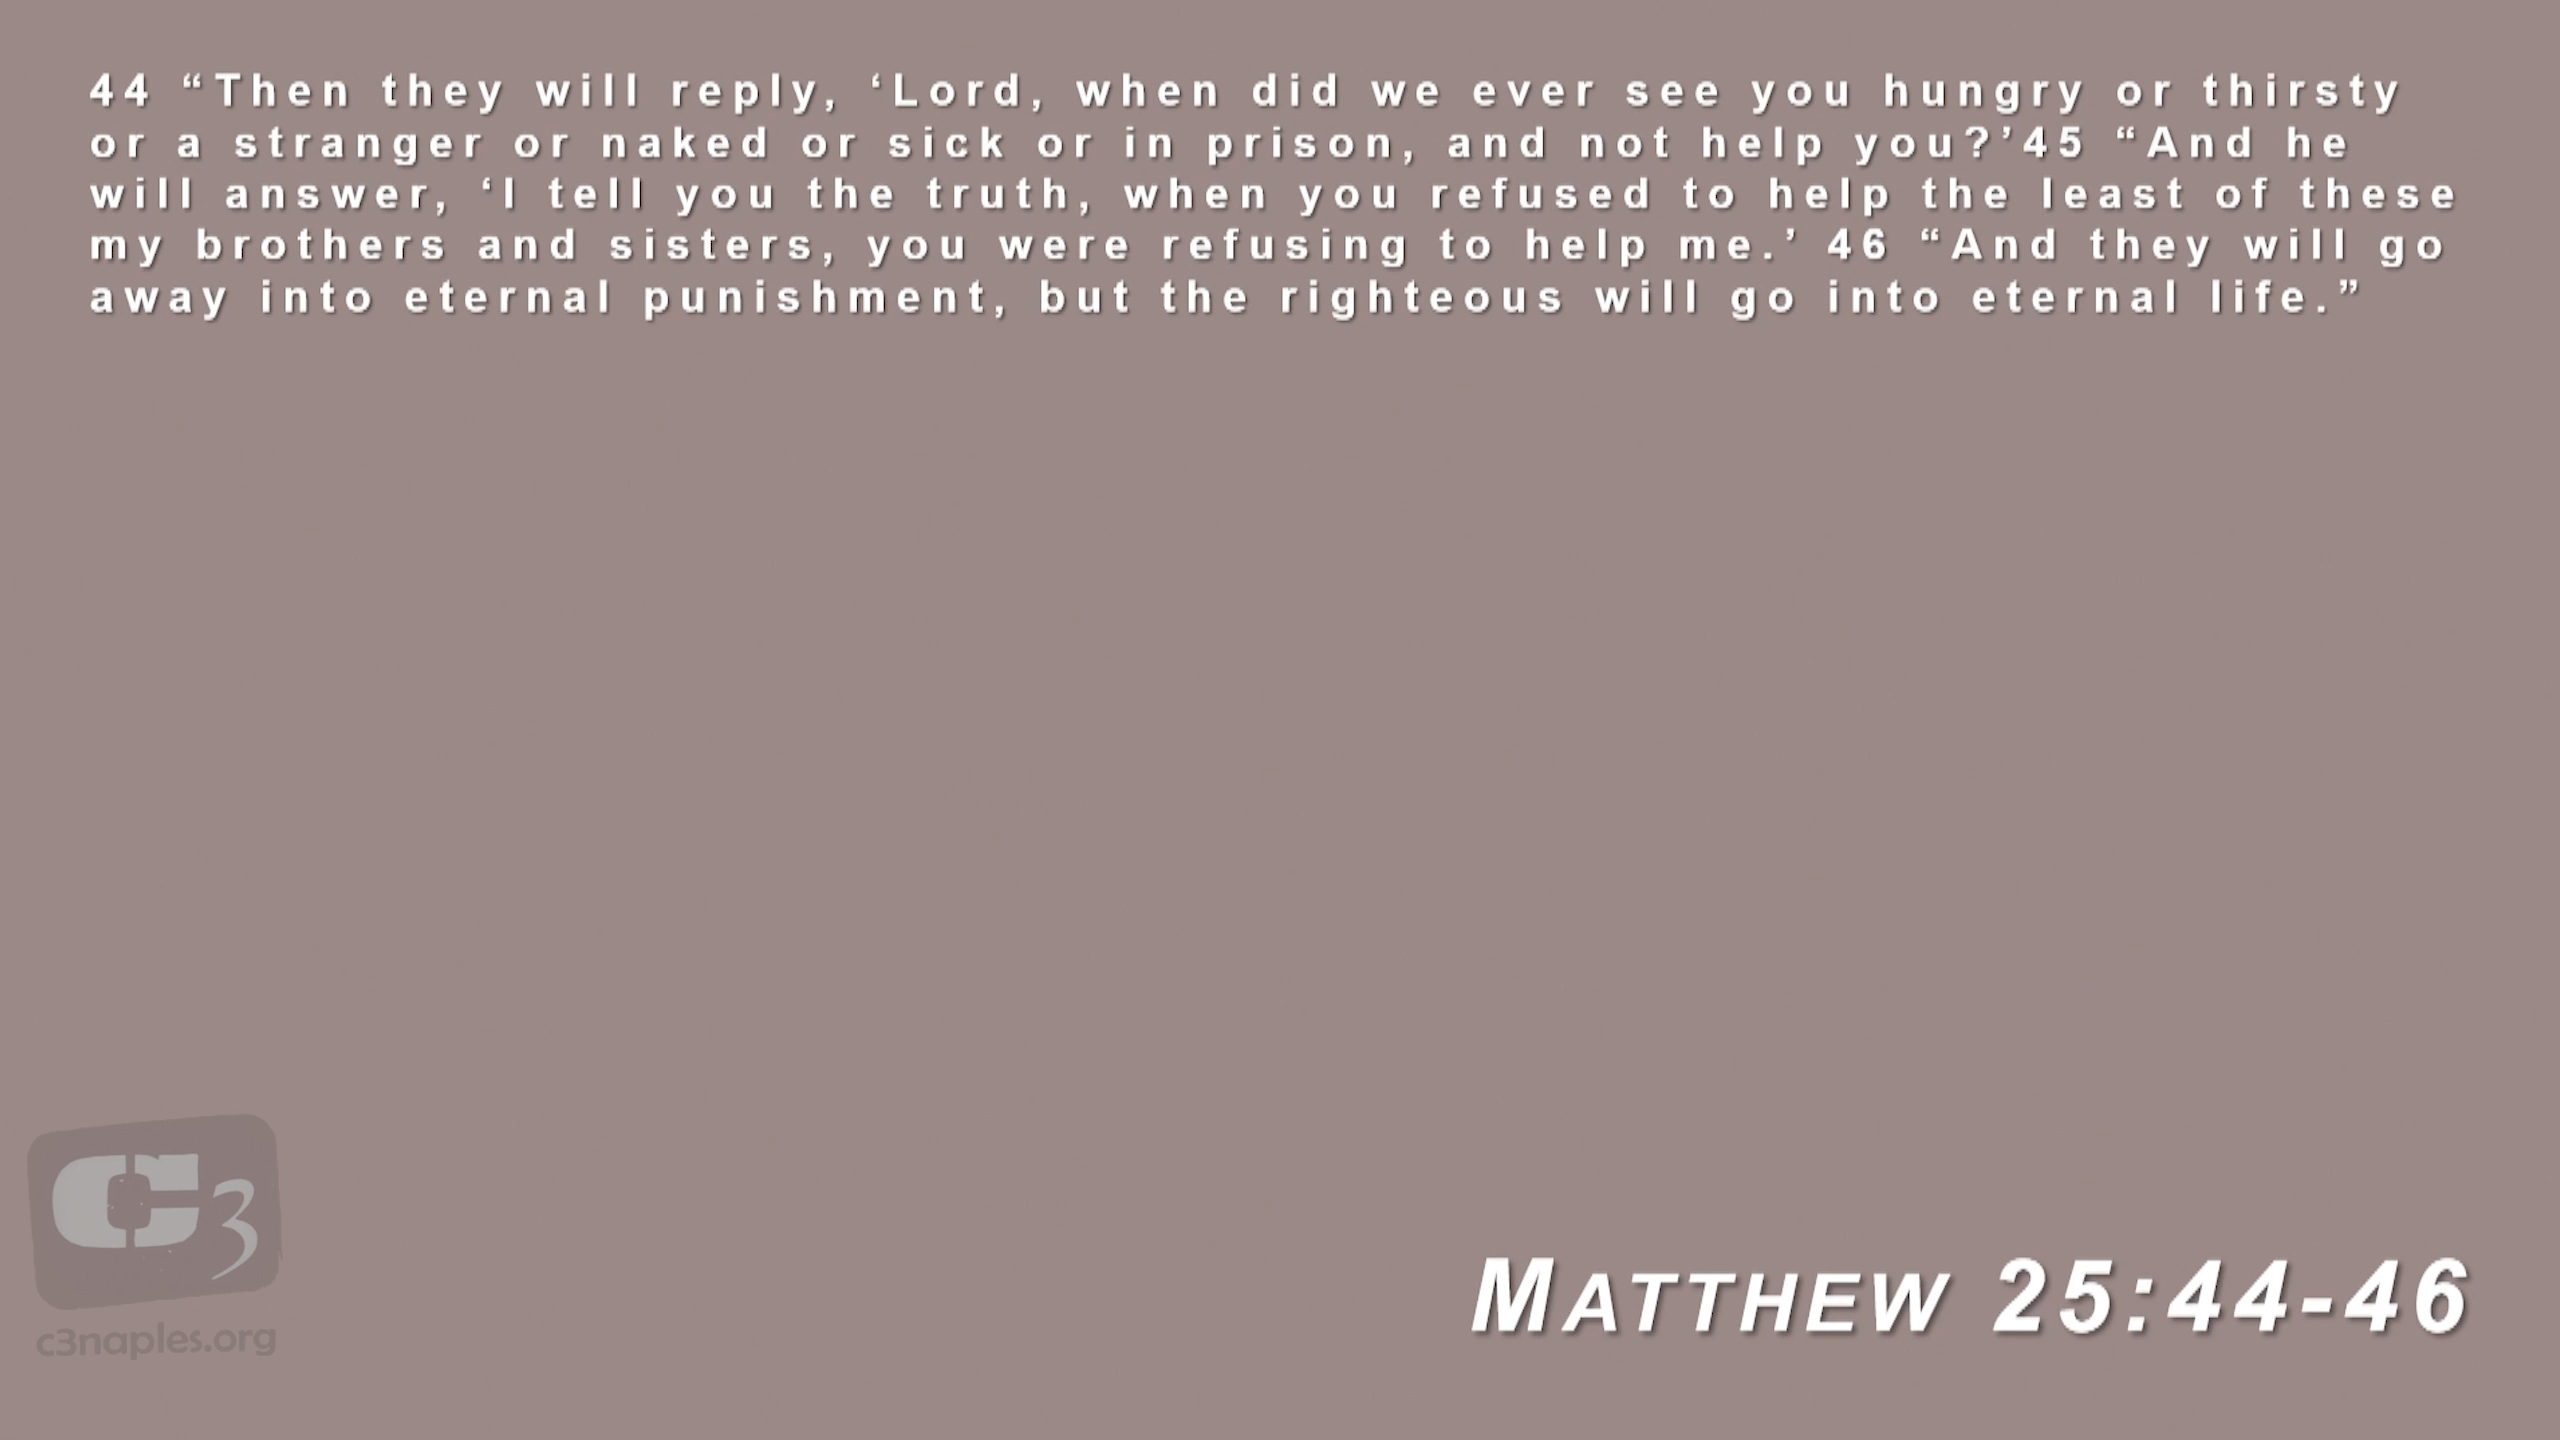 44 “Then they will reply, ‘Lord, when did we ever see you hungry or thirsty
or a stranger or naked or sick or in prison, and not help you?’45 “And he
will answer, ‘I tell you the truth, when you refused to help the least of these
my brothers and sisters, you were refusing to help me.’ 46 “And they will go
away into eternal punishment, but the righteous will go into eternal life.”
C3
c3naples.org
MATTHEW 25:44-46